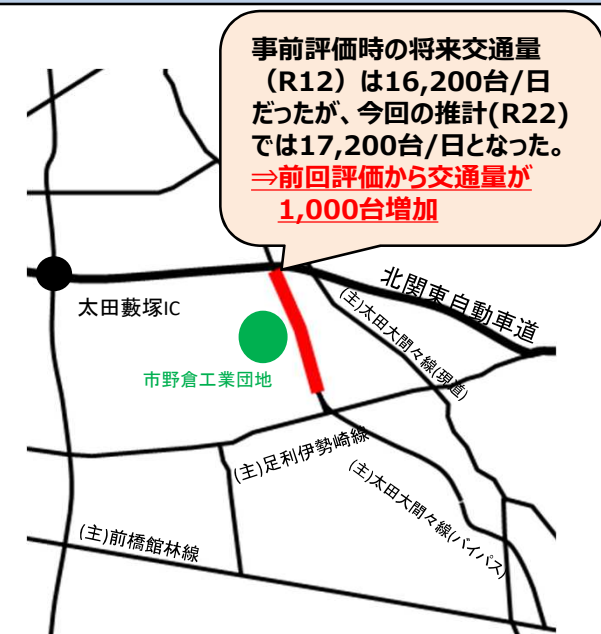 事前評価時の将来交通量
（R12）は16,200台/日
だったが、今回の推計(R22)
では17,200台/日となった。
⇒前回評価から交通量が
1,000台増加
北関東自動車道
太田藪塚IC
(主)太田大間々線(現道)
市野倉工業団地
(主)足利伊勢崎線
(主)太田大間々線(バイパス)
(主)前橋館林線